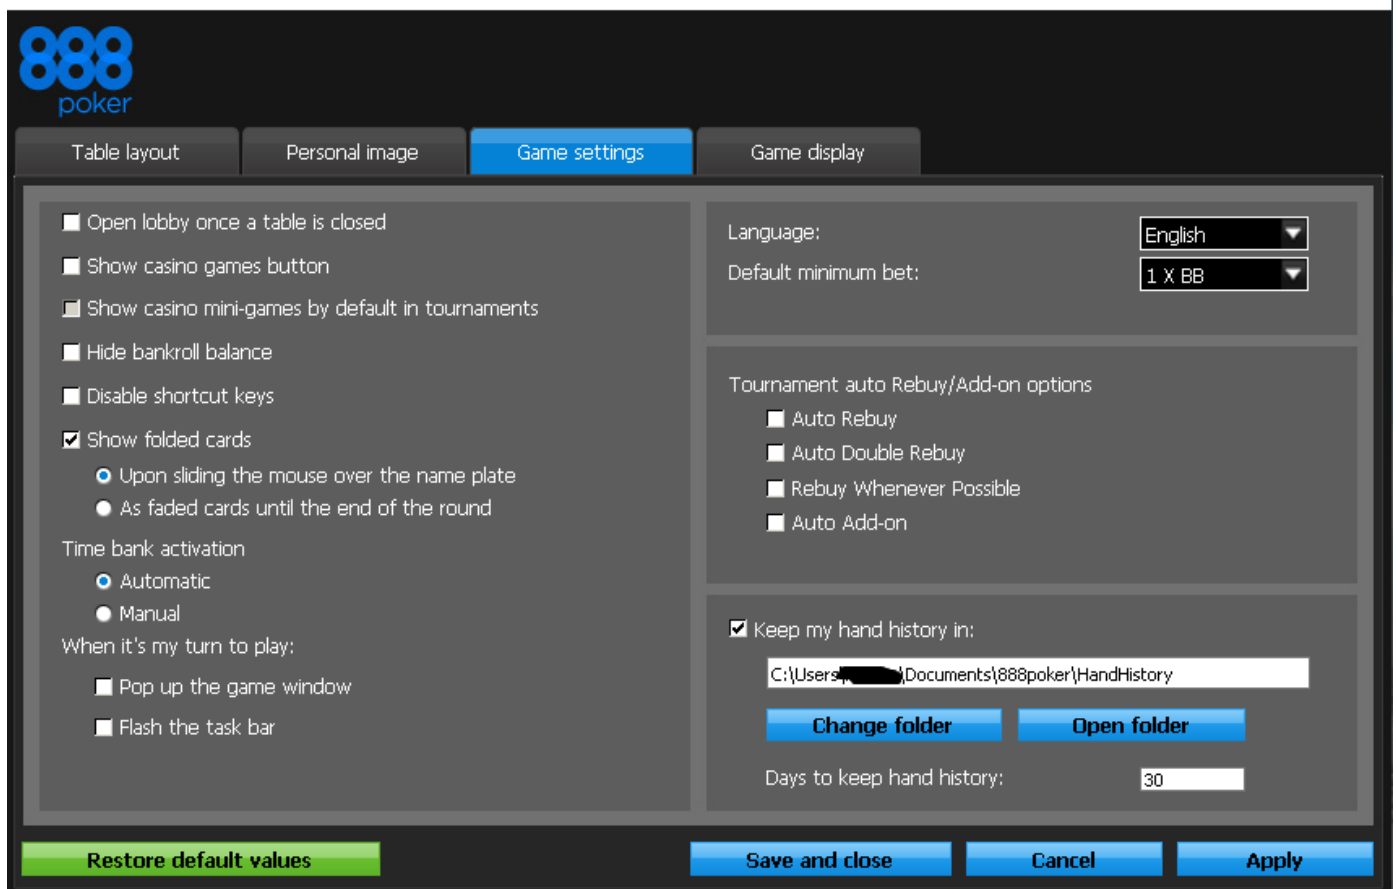 888
888
poker
Table layout
Personal image
Game settings
Game display
Open lobby once a table is closed
Show casino games button
Show casino mini-games by default in tournaments
Hide bankroll balance
Disable shortcut keys
Show folded cards
Upon sliding the mouse over the name plate
As faded cards until the end of the round
Time bank activation
Automatic
Manual
When it's my turn to play:
Pop up the game window
Flash the task bar
Language:
English
Default minimum bet:
1 X BB
Tournament auto Rebuy/Add-on options
Auto Rebuy
Auto Double Rebuy
Rebuy Whenever Possible
Auto Add-on
Keep my hand history in:
C:\Users\ \Documents\888poker\HandHistory
Change folder
Open folder
Days to keep hand history:
30
Restore default values
Save and close
Cancel
Apply